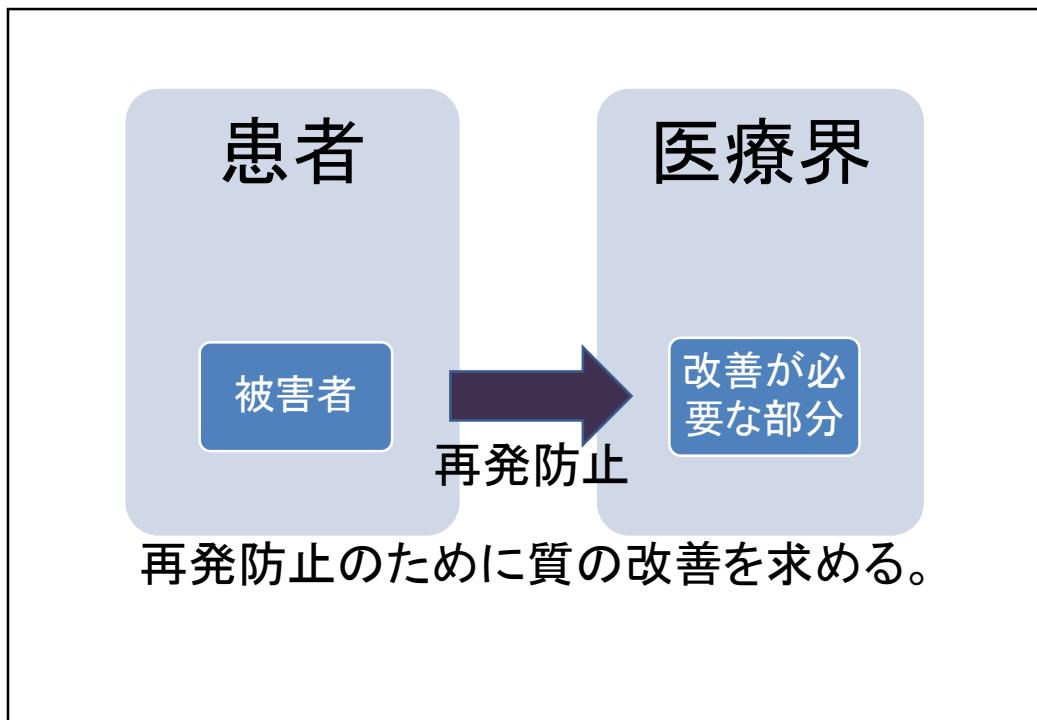 患者
医療界
被害者
改善が必
要な部分
再発防止
再発防止のために質の改善を求める。